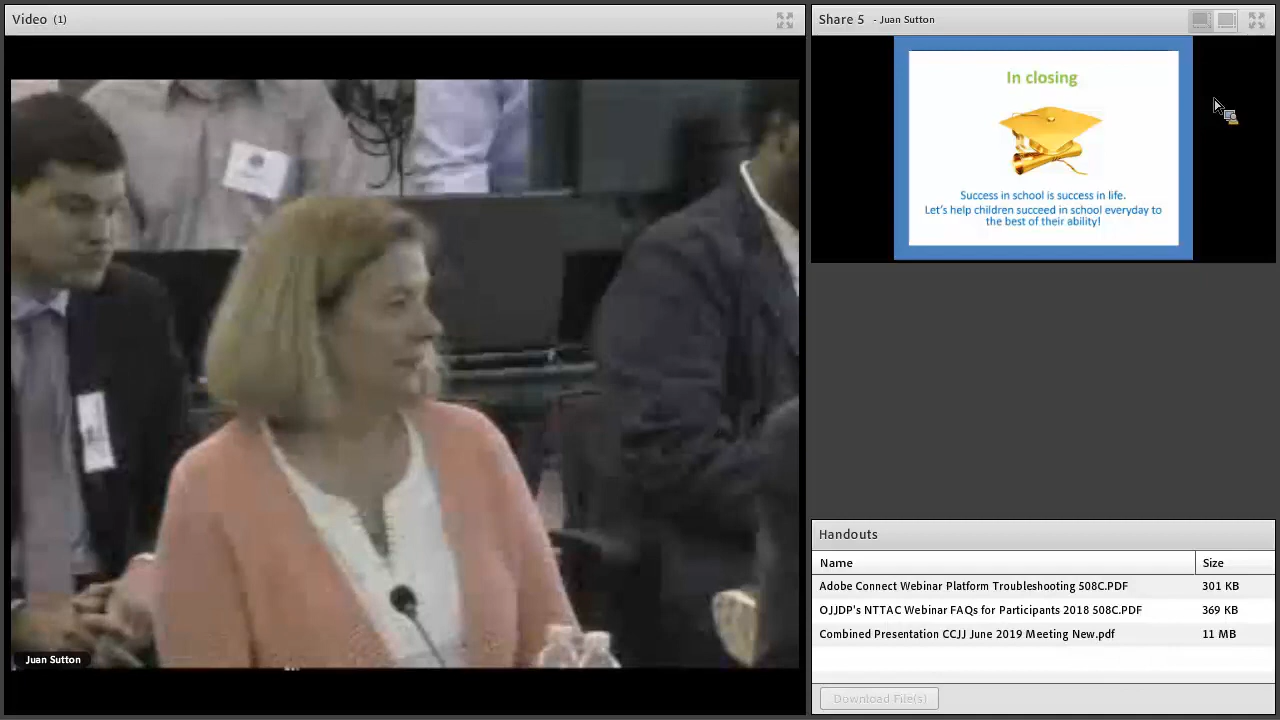 Video (1)
Juan Sutton
Share 5 - Juan Sutton
In closing
Success in school is success in life.
Let's help children succeed in school everyday to
the best of their ability!
Handouts
Name Size
Adobe Connect Webinar Platform Troubleshooting 508C.PDF 301 KB
OJJDP's NTTAC Webinar FAQs for Participants 2018 508C.PDF 369 KB
Combined Presentation CCJJ June 2019 Meeting New.pdf 11 MB
Download File(s)